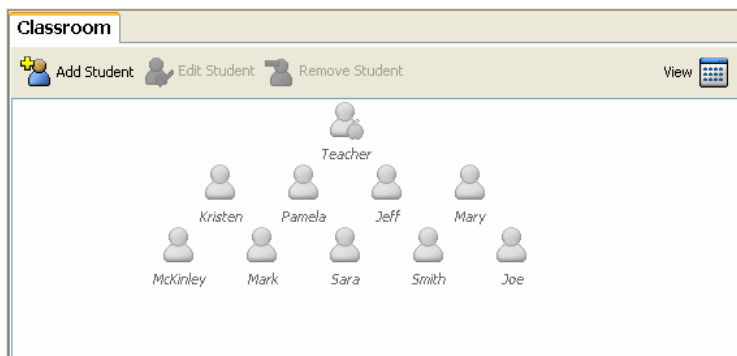 Classroom
Add Student Edit Student Remove Student View
Teacher
Kristen Pamela Jeff Mary
McKinley Mark Sara Smith Joe